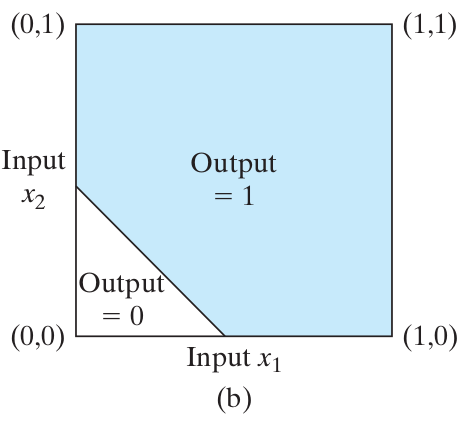 (0,1)
(1,1)
Input
x2
Output
= 1
Output
= 0
(0,0)
(1,0)
Input x1
(b)